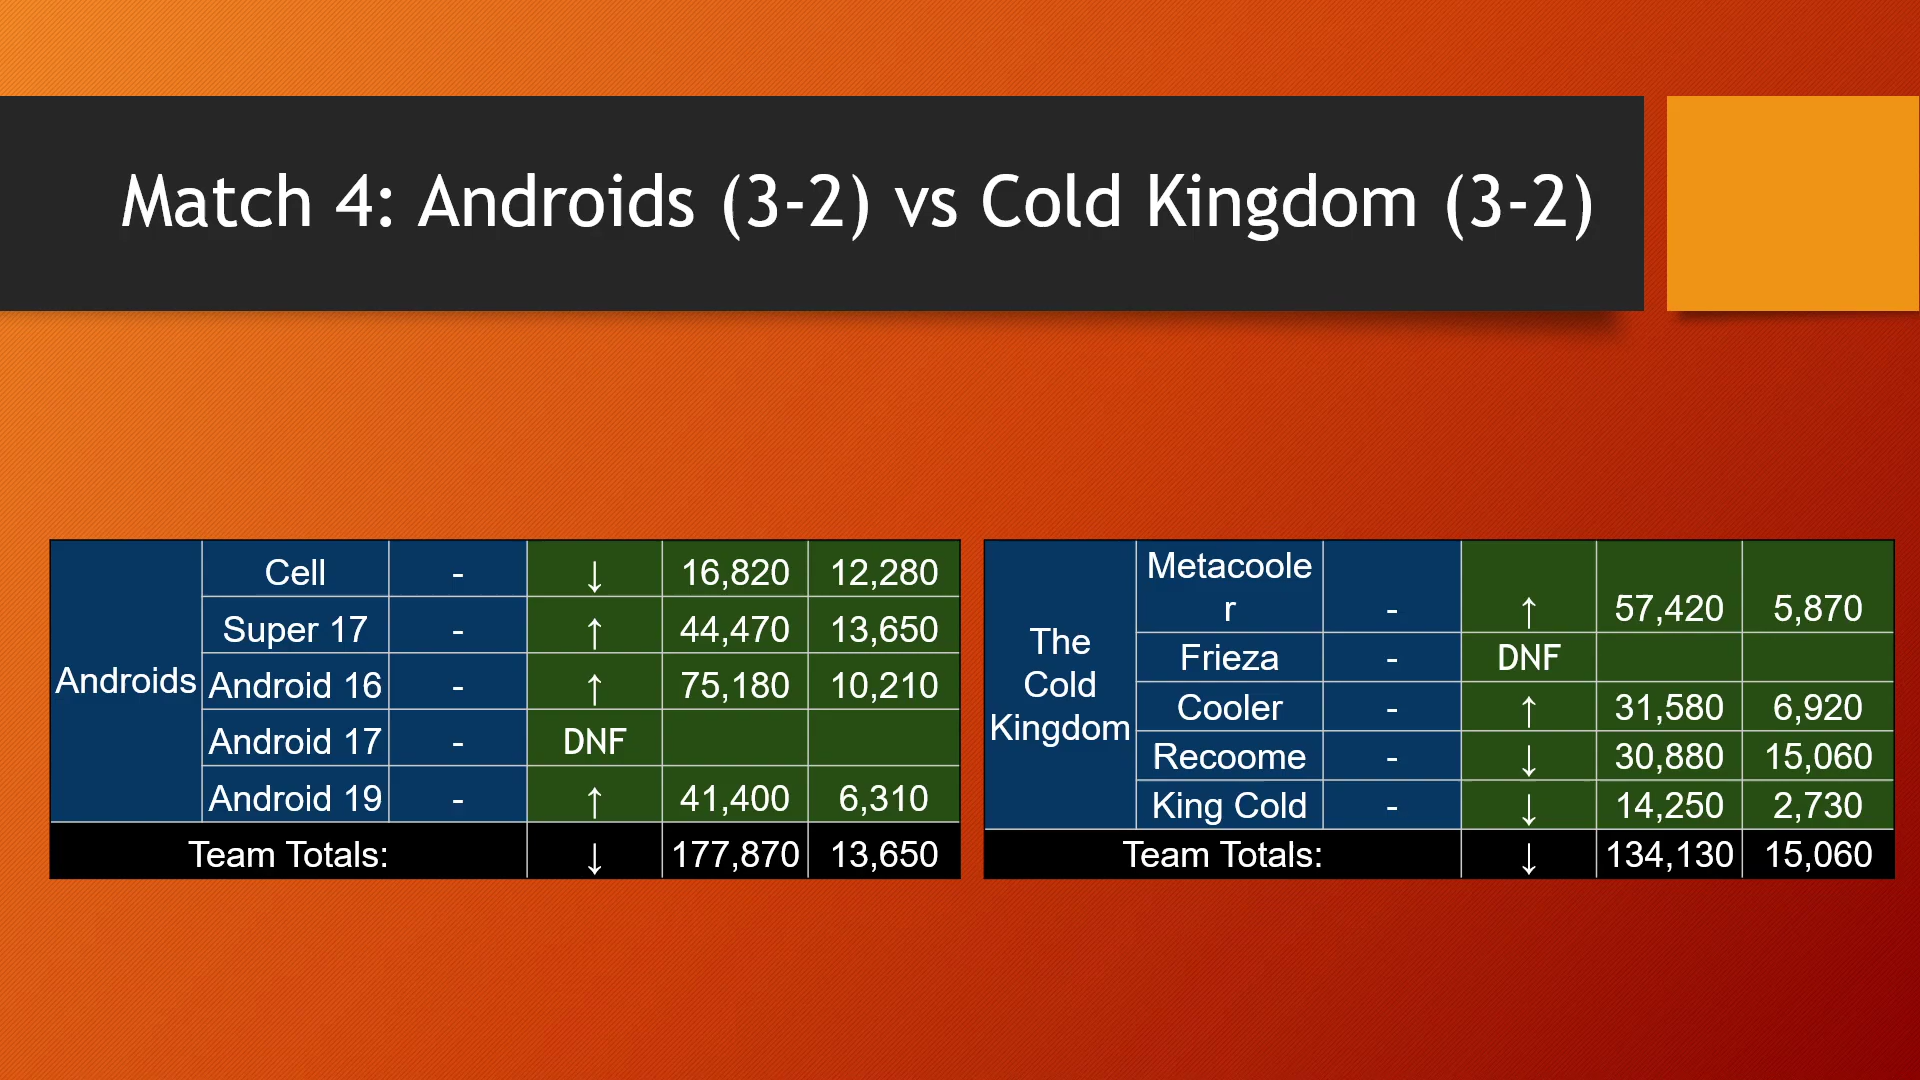 Match 4: Androids (3-2) vs Cold Kingdom (3-2)
Androids
Cell - ↓ 16,820 12,280
Super 17 - ↑ 44,470 13,650
Android 16 - ↑ 75,180 10,210
Android 17 - DNF
Android 19 - ↑ 41,400 6,310
Team Totals: ↓ 177,870 13,650
The
Cold
Kingdom
Metacoole
r - ↑ 57,420 5,870
Frieza - DNF
Cooler - ↑ 31,580 6,920
Recoome - ↓ 30,880 15,060
King Cold - ↓ 14,250 2,730
Team Totals: ↓ 134,130 15,060